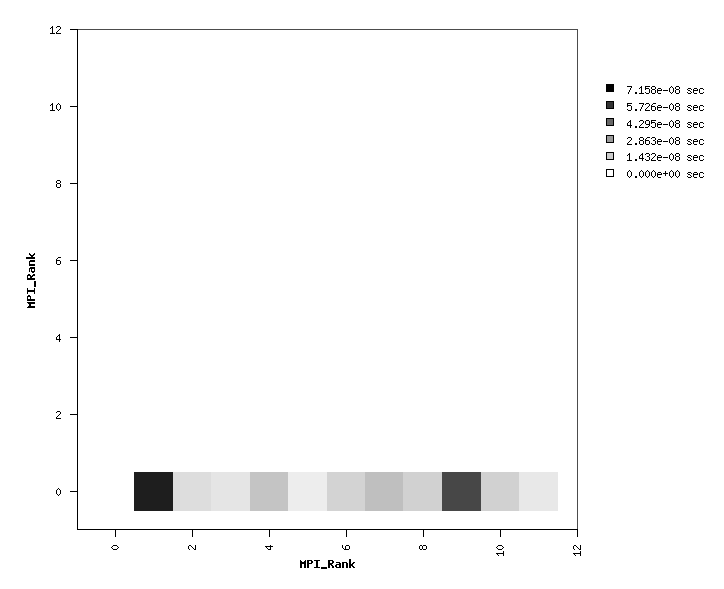 12
10
8
6
4
2
0
MPI_Rank
0 2 4 6 8 10 12
MPI_Rank
7.158e-08 sec
5.726e-08 sec
4.295e-08 sec
2.863e-08 sec
1.432e-08 sec
0.000e+00 sec